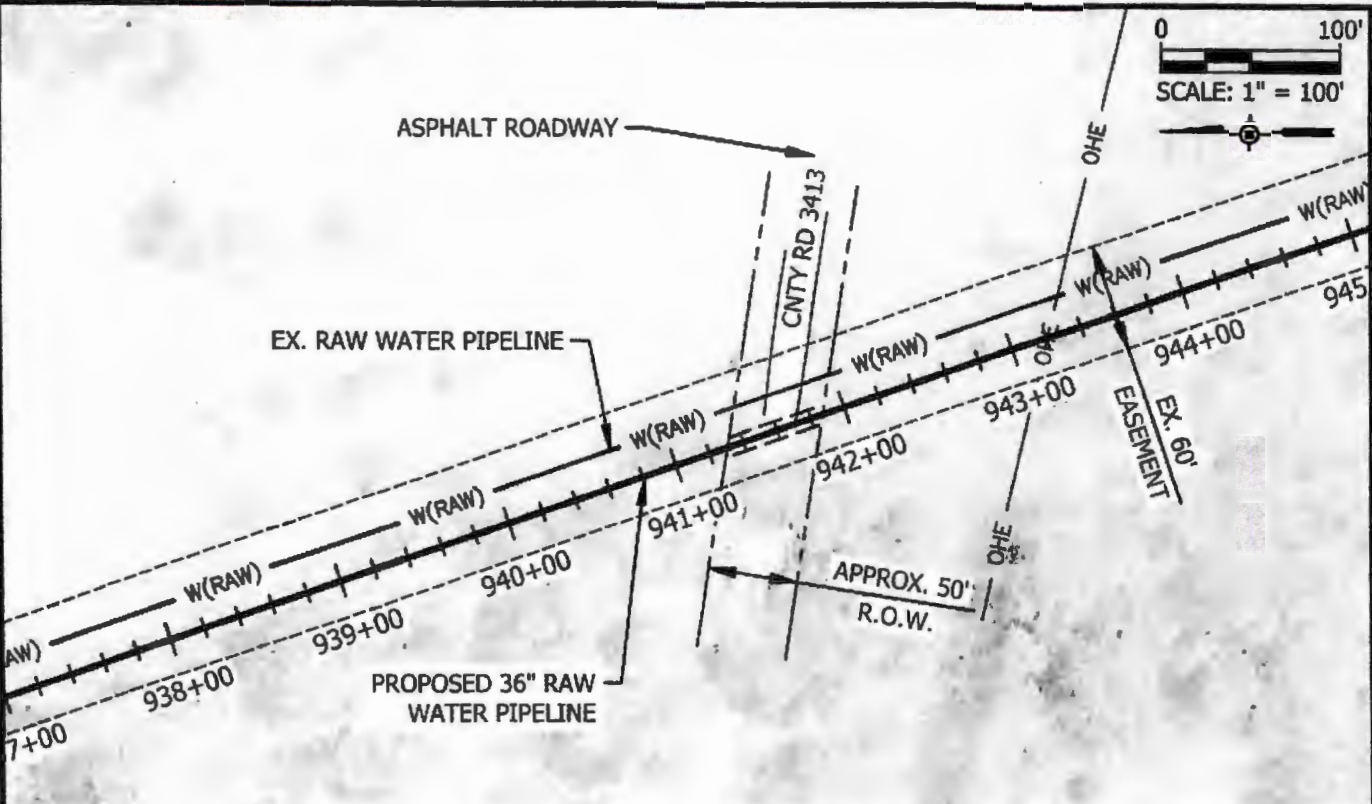 0 100'
SCALE: 1" = 100'
ASPHALT ROADWAY
OHE
CNTY RD 3413
W(RAW)
EX. RAW WATER PIPELINE
W(RAW)
W(RAW)
945
W(RAW)
OHE
944+00
W(RAW)
943+00
EX. 60'
EASEMENT
942+00
W(RAW)
941+00
OHE
940+00
APPROX. 50'
R.O.W.
W(RAW)
939+00
AW)
938+00
PROPOSED 36" RAW
WATER PIPELINE
7+00